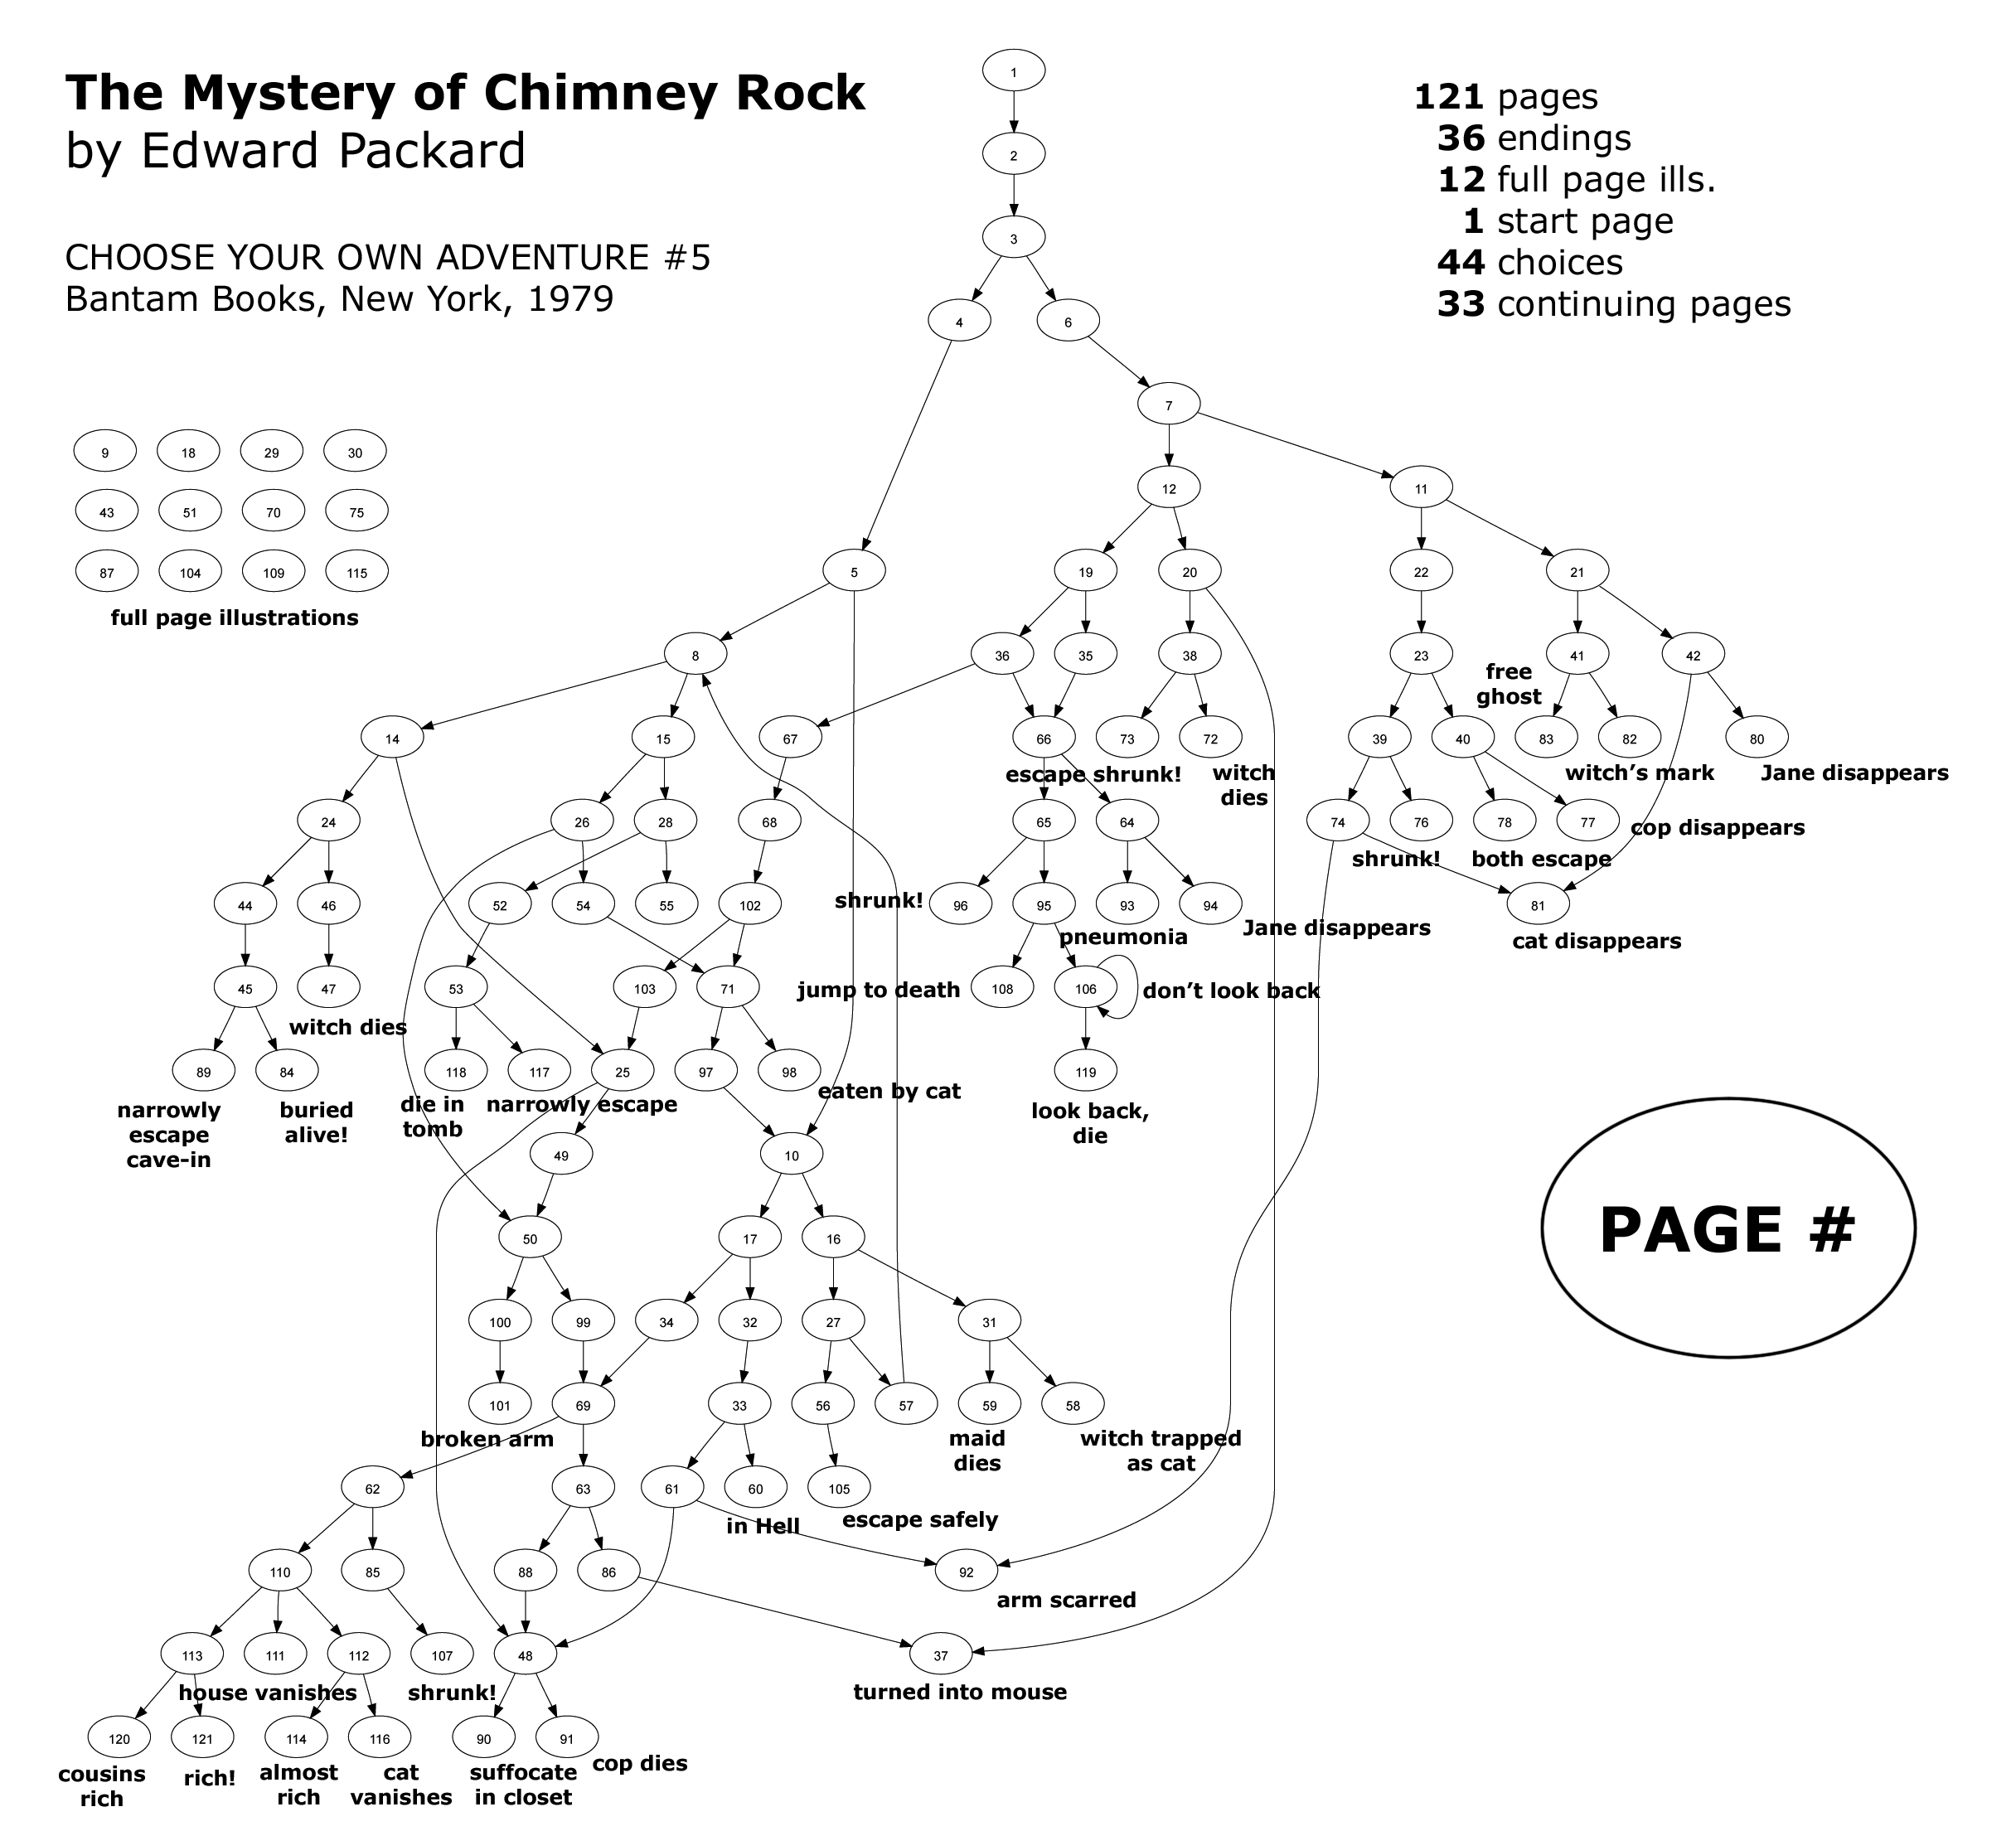 The Mystery of Chimney Rock
by Edward Packard
CHOOSE YOUR OWN ADVENTURE #5
Bantam Books, New York, 1979
121 pages
36 endings
12 full page ills.
1 start page
44 choices
33 continuing pages
1
2
3
4
6
7
9
18
29
30
12
11
43
51
70
75
87
104
109
115
full page illustrations
5
19
20
22
21
8
36
35
38
23
41
42
free
ghost
14
15
67
66
73
72
39
40
83
82
80
escape
shrunk!
witch
dies
witch’s mark
Jane disappears
24
26
28
68
65
64
74
76
78
77
cop disappears
shrunk!
both escape
44
46
52
54
55
102
shrunk!
96
95
93
94
81
pneumonia
Jane disappears
cat disappears
45
47
53
103
71
jump to death
108
106
don’t look back
witch dies
89
84
118
117
25
97
98
119
eaten by cat
narrowly
escape
cave-in
buried
alive!
die in
tomb
narrowly escape
look back,
die
49
10
50
17
16
PAGE #
100
99
34
32
27
31
101
69
33
56
57
59
58
broken arm
maid
dies
witch trapped
as cat
62
63
61
60
105
in Hell
escape safely
110
85
88
86
92
arm scarred
113
111
112
107
48
37
house vanishes
shrunk!
turned into mouse
120
121
114
116
90
91
cousins
rich
rich!
almost
rich
cat
vanishes
suffocate
in closet
cop dies